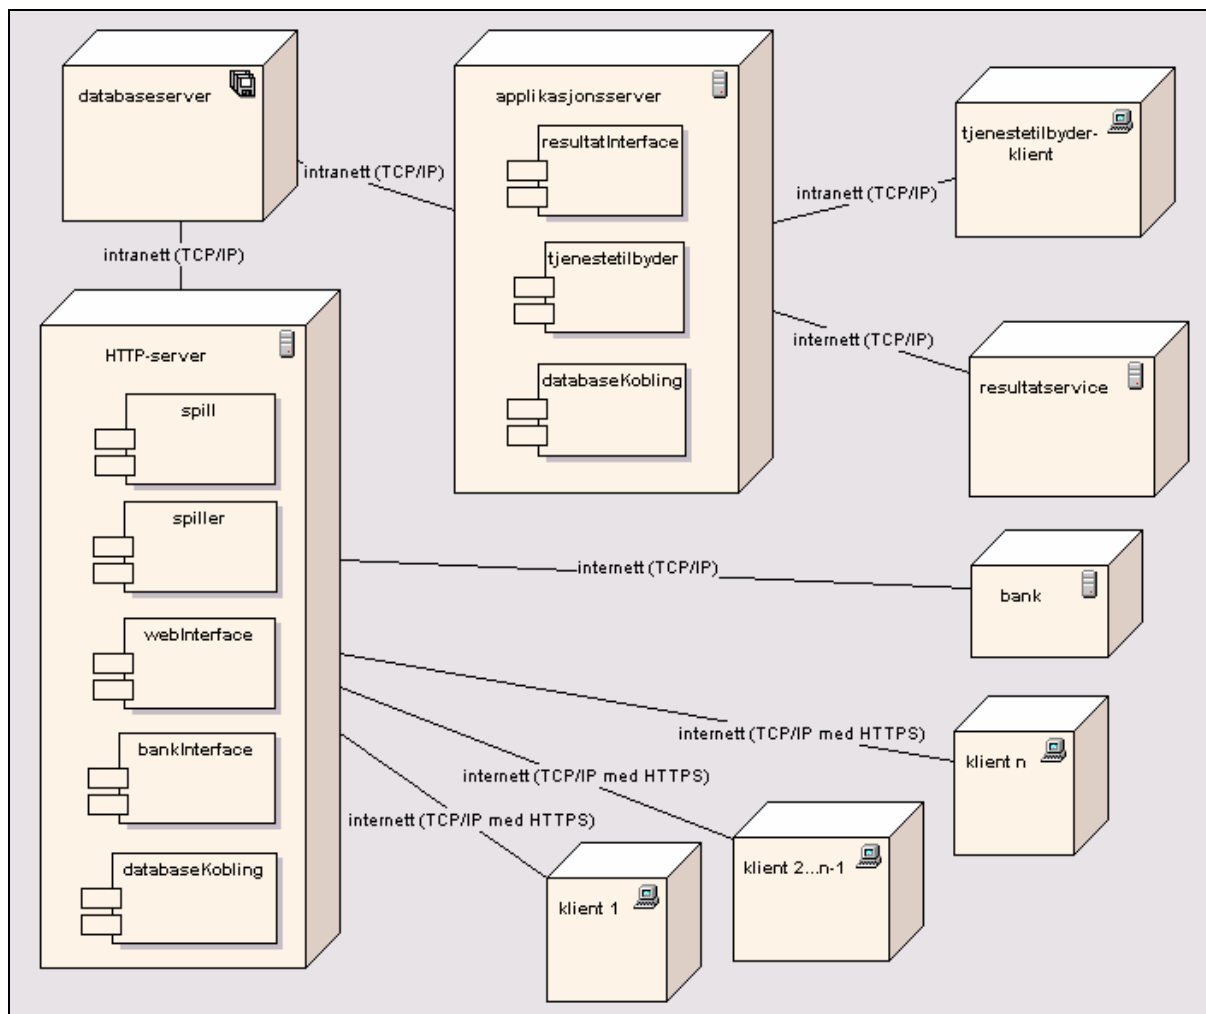 databaseserver
intranett (TCP/IP)
intranett (TCP/IP)
applikasjonsserver
resultatInterface
tjenestetilbyder
databaseKobling
intranett (TCP/IP)
tjenestetilbyder-
klient
internett (TCP/IP)
resultatservice
HTTP-server
spill
spiller
webInterface
bankInterface
databaseKobling
internett (TCP/IP)
bank
internett (TCP/IP med HTTPS)
klient n
internett (TCP/IP med HTTPS)
klient 2...n-1
internett (TCP/IP med HTTPS)
klient 1